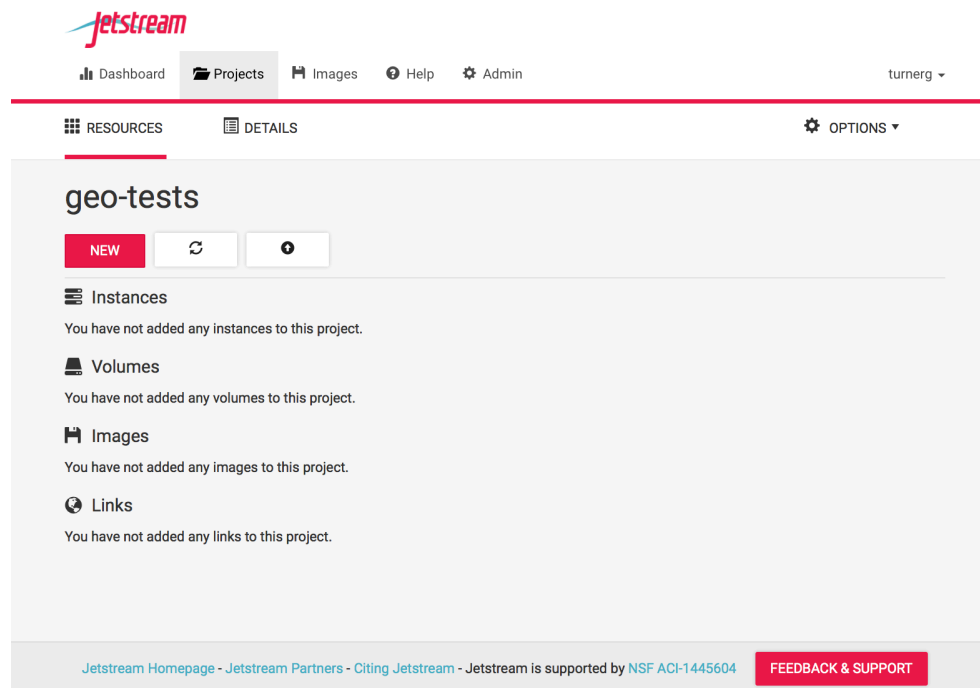 Jetstream
Dashboard Projects Images Help Admin turnerg
RESOURCES DETAILS OPTIONS
geo-tests
NEW
Instances
You have not added any instances to this project.
Volumes
You have not added any volumes to this project.
Images
You have not added any images to this project.
Links
You have not added any links to this project.
Jetstream Homepage - Jetstream Partners - Citing Jetstream - Jetstream is supported by NSF ACI-1445604 FEEDBACK & SUPPORT